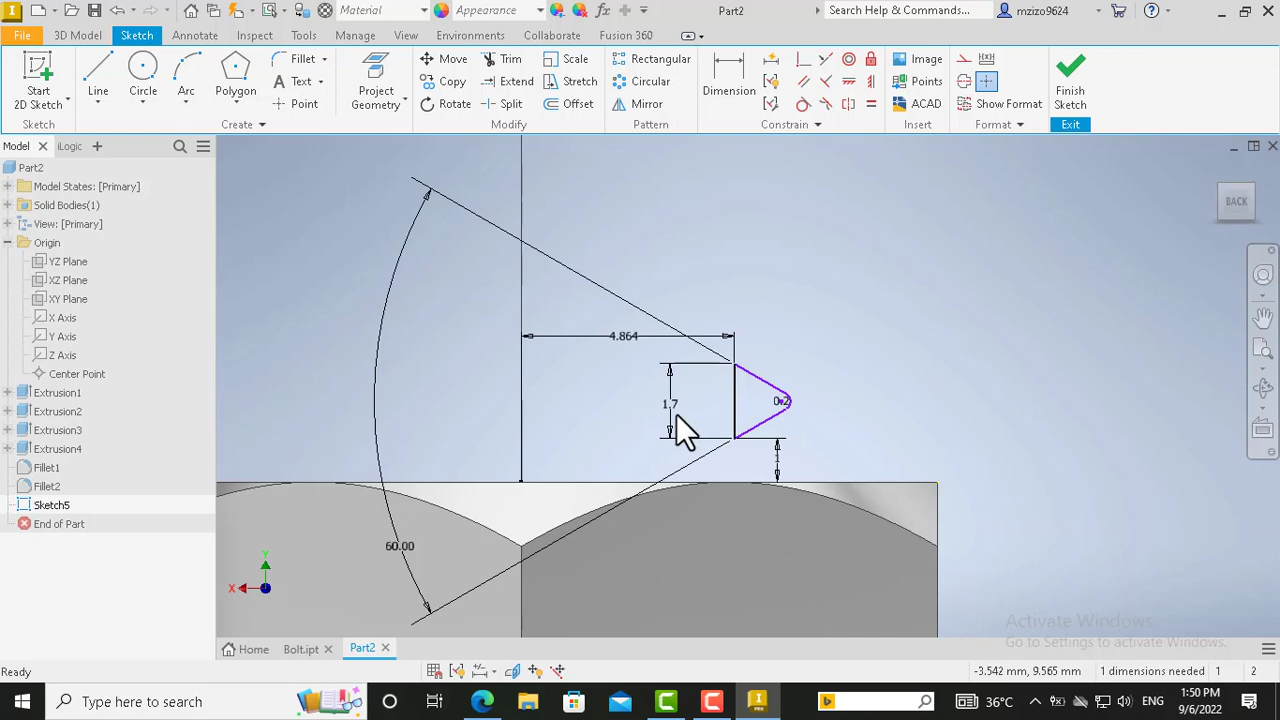 Material
Appearance
Part2
Search Help & Commands...
mzizo9624
File
3D Model
Sketch
Annotate
Inspect
Tools
Manage
View
Environments
Collaborate
Fusion 360
Start
2D Sketch
Line
Circle
Arc
Polygon
Fillet
Text
Point
Project
Geometry
Move
Copy
Rotate
Trim
Extend
Split
Scale
Stretch
Offset
Rectangular
Circular
Mirror
Dimension
Image
Points
ACAD
Show Format
Finish
Sketch
Sketch
Create
Modify
Pattern
Constrain
Insert
Format
Exit
Model
iLogic
Part2
Model States: [Primary]
Solid Bodies(1)
View: [Primary]
Origin
YZ Plane
XZ Plane
XY Plane
X Axis
Y Axis
Z Axis
Center Point
Extrusion1
Extrusion2
Extrusion3
Extrusion4
Fillet1
Fillet2
Sketch5
End of Part
BACK
4.864
1.7
0.2
1
60.00
Y
X
Activate Windows
Go to Settings to activate Windows.
Home
Bolt.ipt
Part2
Ready
-3.542 mm, 9.565 mm
1 dimensions needed
1
2
Type here to search
36°C
ENG
1:50 PM
9/6/2022